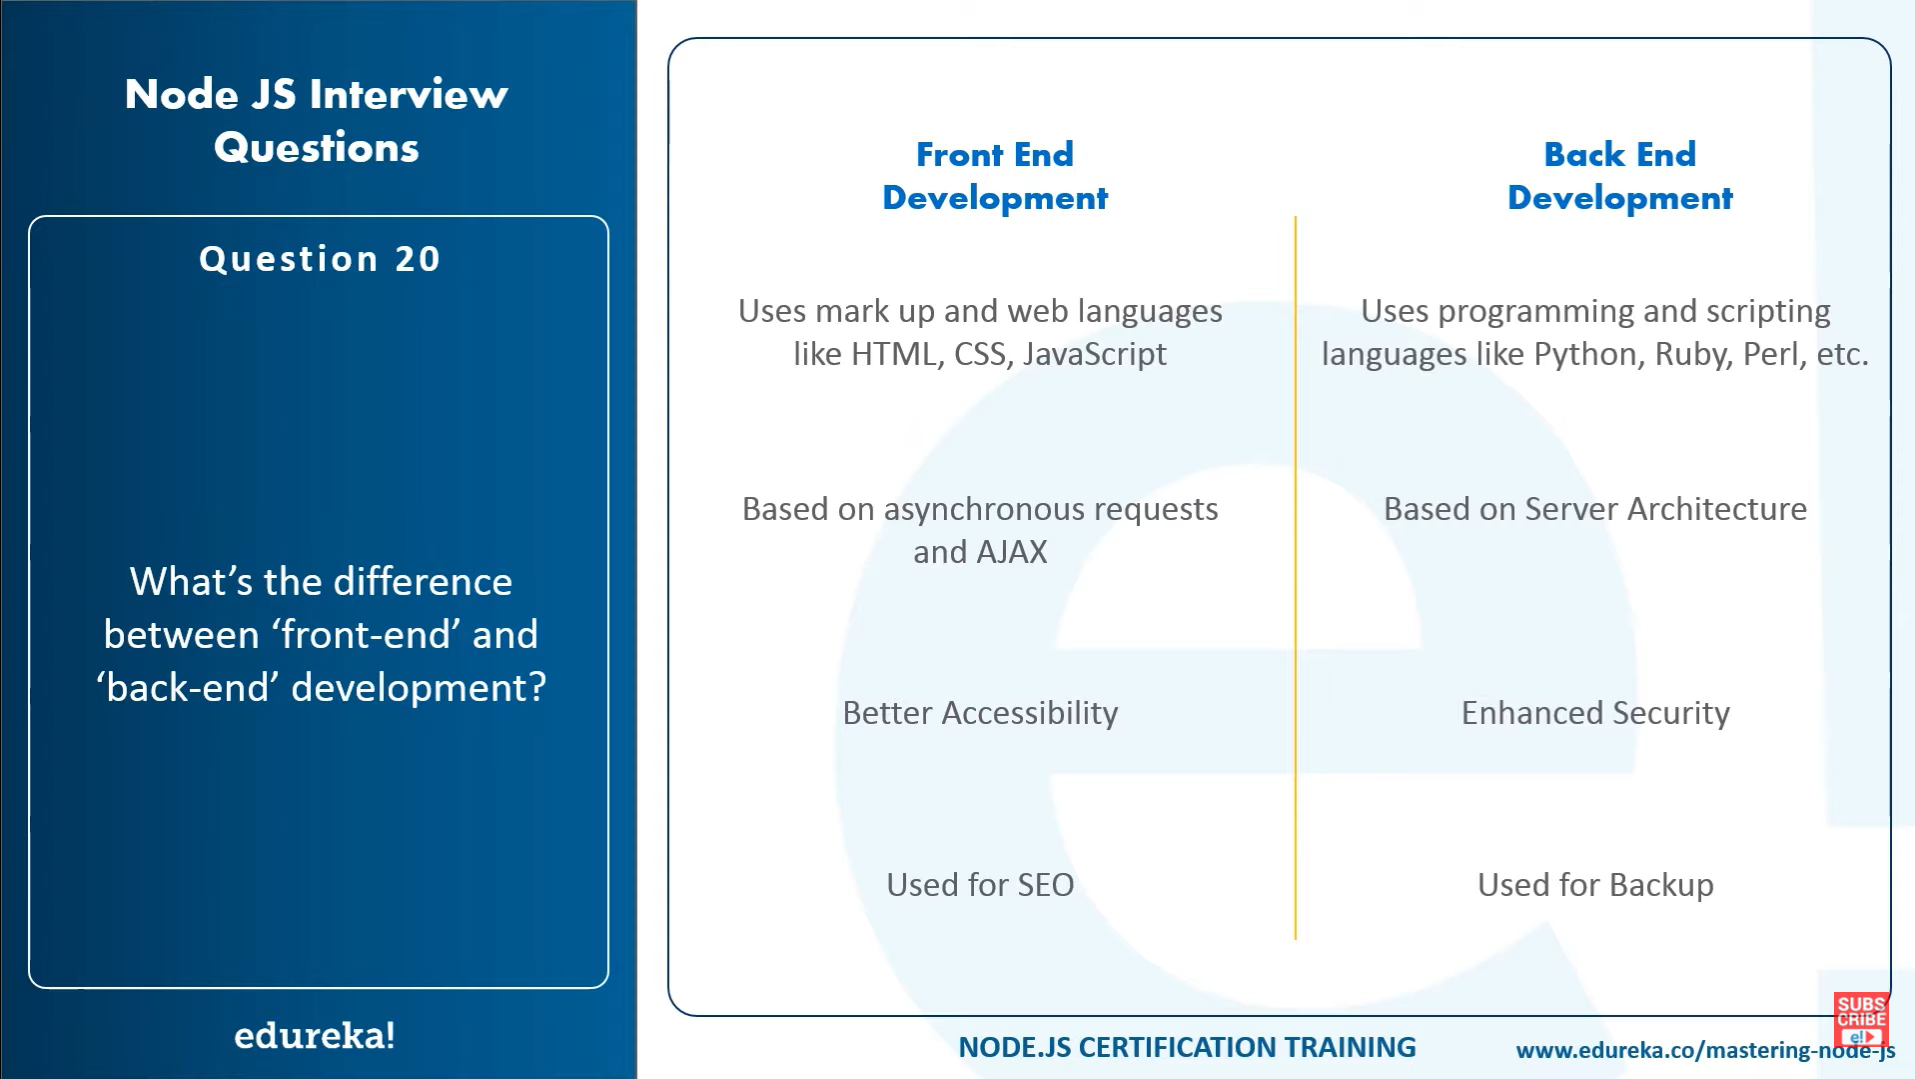 Node JS Interview
Questions
Question 20
What’s the difference
between ‘front-end’ and
‘back-end’ development?
edureka!
Front End
Development
Back End
Development
Uses mark up and web languages
like HTML, CSS, JavaScript
Uses programming and scripting
languages like Python, Ruby, Perl, etc.
Based on asynchronous requests
and AJAX
Based on Server Architecture
Better Accessibility
Enhanced Security
Used for SEO
Used for Backup
NODE.JS CERTIFICATION TRAINING
www.edureka.co/mastering-node-js
SUBS
CRIBE
e!